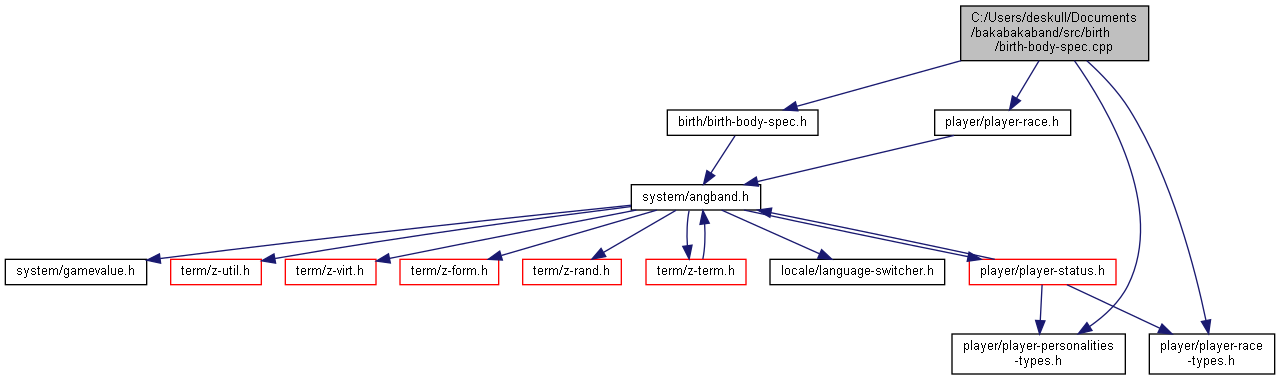 C:/Users/deskull/Documents
/bakabakaband/src/birth
/birth-body-spec.cpp
birth/birth-body-spec.h
player/player-race.h
system/angband.h
system/gamevalue.h
term/z-util.h
term/z-virt.h
term/z-form.h
term/z-rand.h
term/z-term.h
locale/language-switcher.h
player/player-status.h
player/player-personalities
-types.h
player/player-race
-types.h